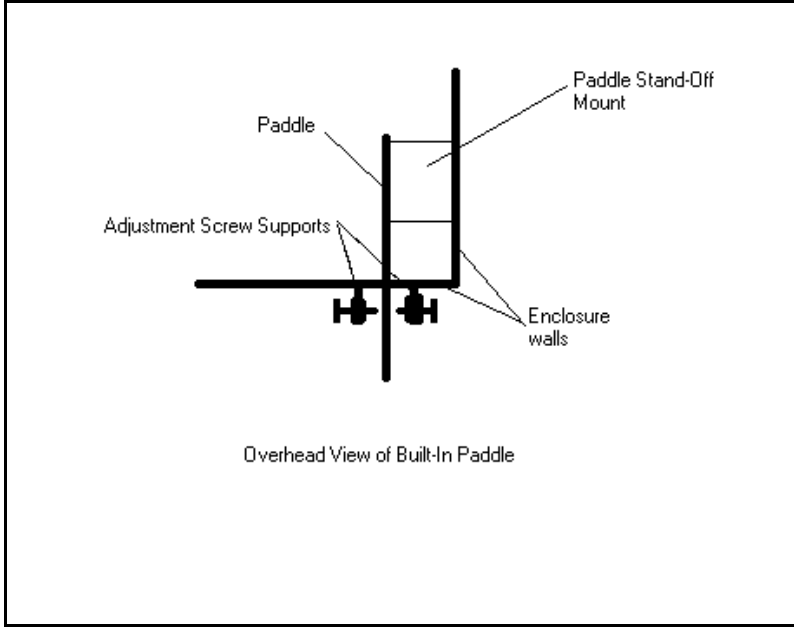 Paddle Stand-Off
Mount
Paddle
Adjustment Screw Supports
Enclosure
walls
Overhead View of Built-In Paddle